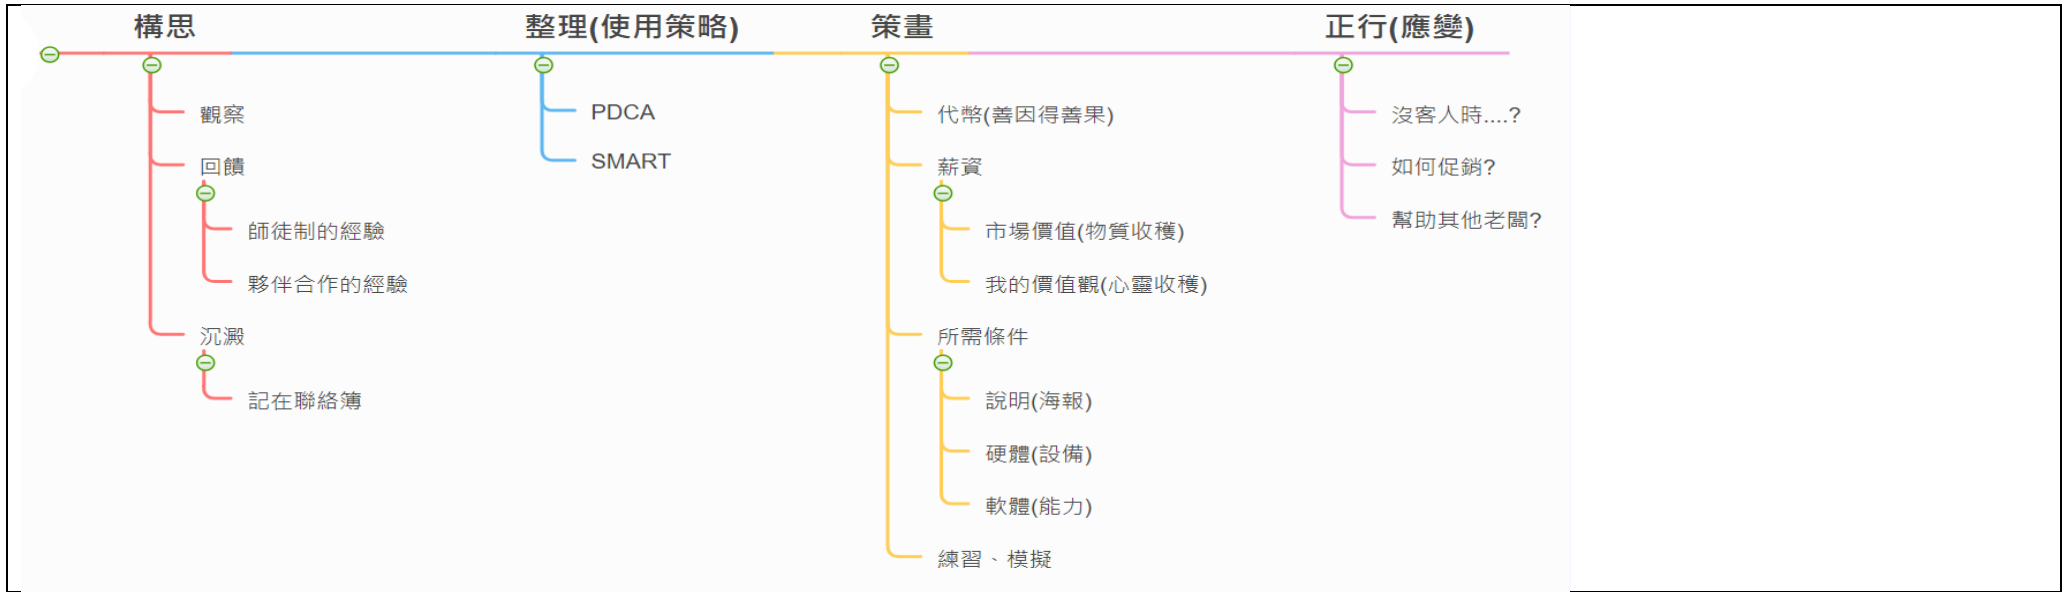 構思
觀察
回饋
師徒制的經驗
夥伴合作的經驗
沉澱
記在聯絡簿
整理(使用策略)
PDCA
SMART
策畫
代幣(善因得善果)
薪資
市場價值(物質收穫)
我的價值觀(心靈收穫)
所需條件
說明(海報)
硬體(設備)
軟體(能力)
練習、模擬
正行(應變)
沒客人時....?
如何促銷?
幫助其他老闆?